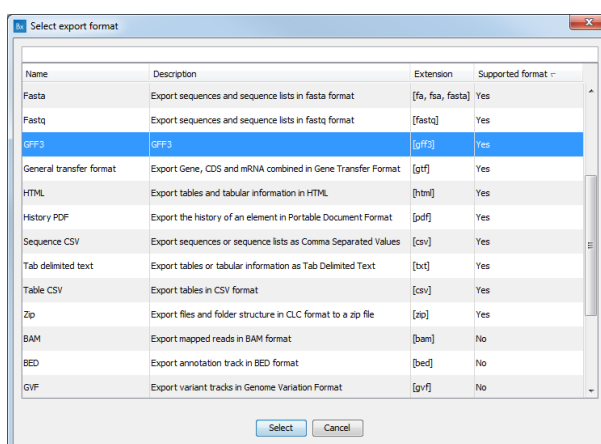 Bx Select export format
Name Description Extension Supported format
Fasta Export sequences and sequence lists in fasta format [fa, fsa, fasta] Yes
Fastq Export sequences and sequence lists in fastq format [fastq] Yes
GFF3 GFF3 [gff3] Yes
General transfer format Export Gene, CDS and mRNA combined in Gene Transfer Format [gtf] Yes
HTML Export tables and tabular information in HTML [html] Yes
History PDF Export the history of an element in Portable Document Format [pdf] Yes
Sequence CSV Export sequences or sequence lists as Comma Separated Values [csv] Yes
Tab delimited text Export tables or tabular information as Tab Delimited Text [txt] Yes
Table CSV Export tables in CSV format [csv] Yes
Zip Export files and folder structure in CLC format to a zip file [zip] Yes
BAM Export mapped reads in BAM format [bam] No
BED Export annotation track in BED format [bed] No
GVF Export variant tracks in Genome Variation Format [gvf] No
Select Cancel